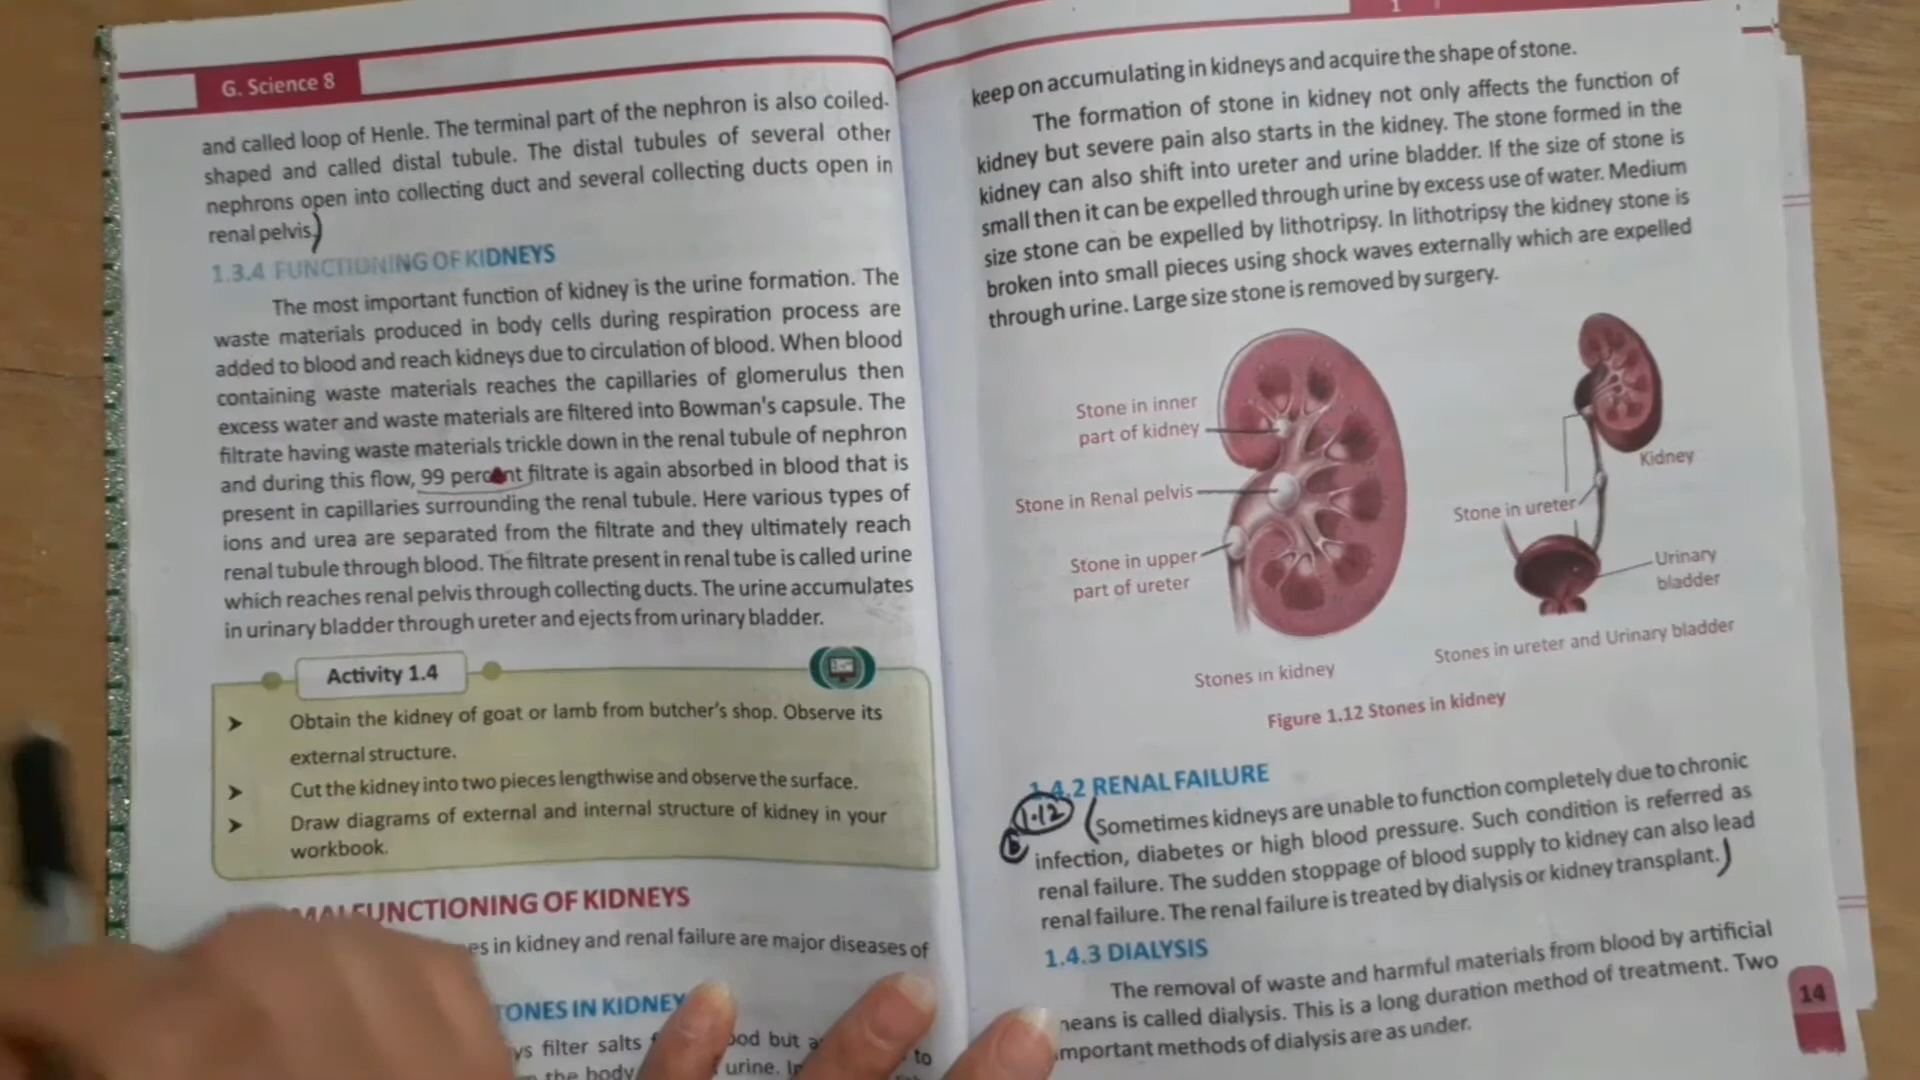 G. Science 8
and called loop of Henle. The terminal part of the nephron is also coiled-
shaped and called distal tubule. The distal tubules of several other
nephrons open into collecting duct and several collecting ducts open in
renal pelvis.)
1.3.4 FUNCTIONING OF KIDNEYS
The most important function of kidney is the urine formation. The
waste materials produced in body cells during respiration process are
added to blood and reach kidneys due to circulation of blood. When blood
containing waste materials reaches the capillaries of glomerulus then
excess water and waste materials are filtered into Bowman's capsule. The
filtrate having waste materials trickle down in the renal tubule of nephron
and during this flow, 99 percent filtrate is again absorbed in blood that is
present in capillaries surrounding the renal tubule. Here various types of
ions and urea are separated from the filtrate and they ultimately reach
renal tubule through blood. The filtrate present in renal tube is called urine
which reaches renal pelvis through collecting ducts. The urine accumulates
in urinary bladder through ureter and ejects from urinary bladder.
Activity 1.4
➤ Obtain the kidney of goat or lamb from butcher's shop. Observe its
external structure.
➤ Cut the kidney into two pieces lengthwise and observe the surface.
➤ Draw diagrams of external and internal structure of kidney in your
workbook.
MALFUNCTIONING OF KIDNEYS
in kidney and renal failure are major diseases of
IN KIDNEY
filter salts but
the body urine.
to
1
keep on accumulating in kidneys and acquire the shape of stone.
The formation of stone in kidney not only affects the function of
kidney but severe pain also starts in the kidney. The stone formed in the
kidney can also shift into ureter and urine bladder. If the size of stone is
small then it can be expelled through urine by excess use of water. Medium
size stone can be expelled by lithotripsy. In lithotripsy the kidney stone is
broken into small pieces using shock waves externally which are expelled
through urine. Large size stone is removed by surgery.
Stone in inner
part of kidney
Stone in Renal pelvis
Stone in upper
part of ureter
Stones in kidney
Kidney
Stone in ureter
Urinary
bladder
Stones in ureter and Urinary bladder
Figure 1.12 Stones in kidney
1.4.2 RENAL FAILURE
1.12
b
(Sometimes kidneys are unable to function completely due to chronic
infection, diabetes or high blood pressure. Such condition is referred as
renal failure. The sudden stoppage of blood supply to kidney can also lead
renal failure. The renal failure is treated by dialysis or kidney transplant.)
1.4.3 DIALYSIS
The removal of waste and harmful materials from blood by artificial
means is called dialysis. This is a long duration method of treatment. Two
important methods of dialysis are as under.
14